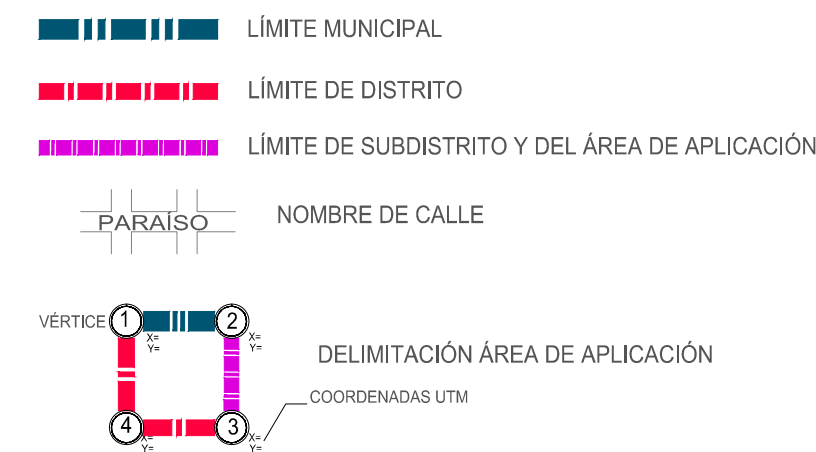 LÍMITE MUNICIPAL
LÍMITE DE DISTRITO
LÍMITE DE SUBDISTRITO Y DEL ÁREA DE APLICACIÓN
PARAÍSO
NOMBRE DE CALLE
VÉRTICE
1
2
X=
Y=
X=
Y=
DELIMITACIÓN ÁREA DE APLICACIÓN
COORDENADAS UTM
4
3
X=
Y=
X=
Y=